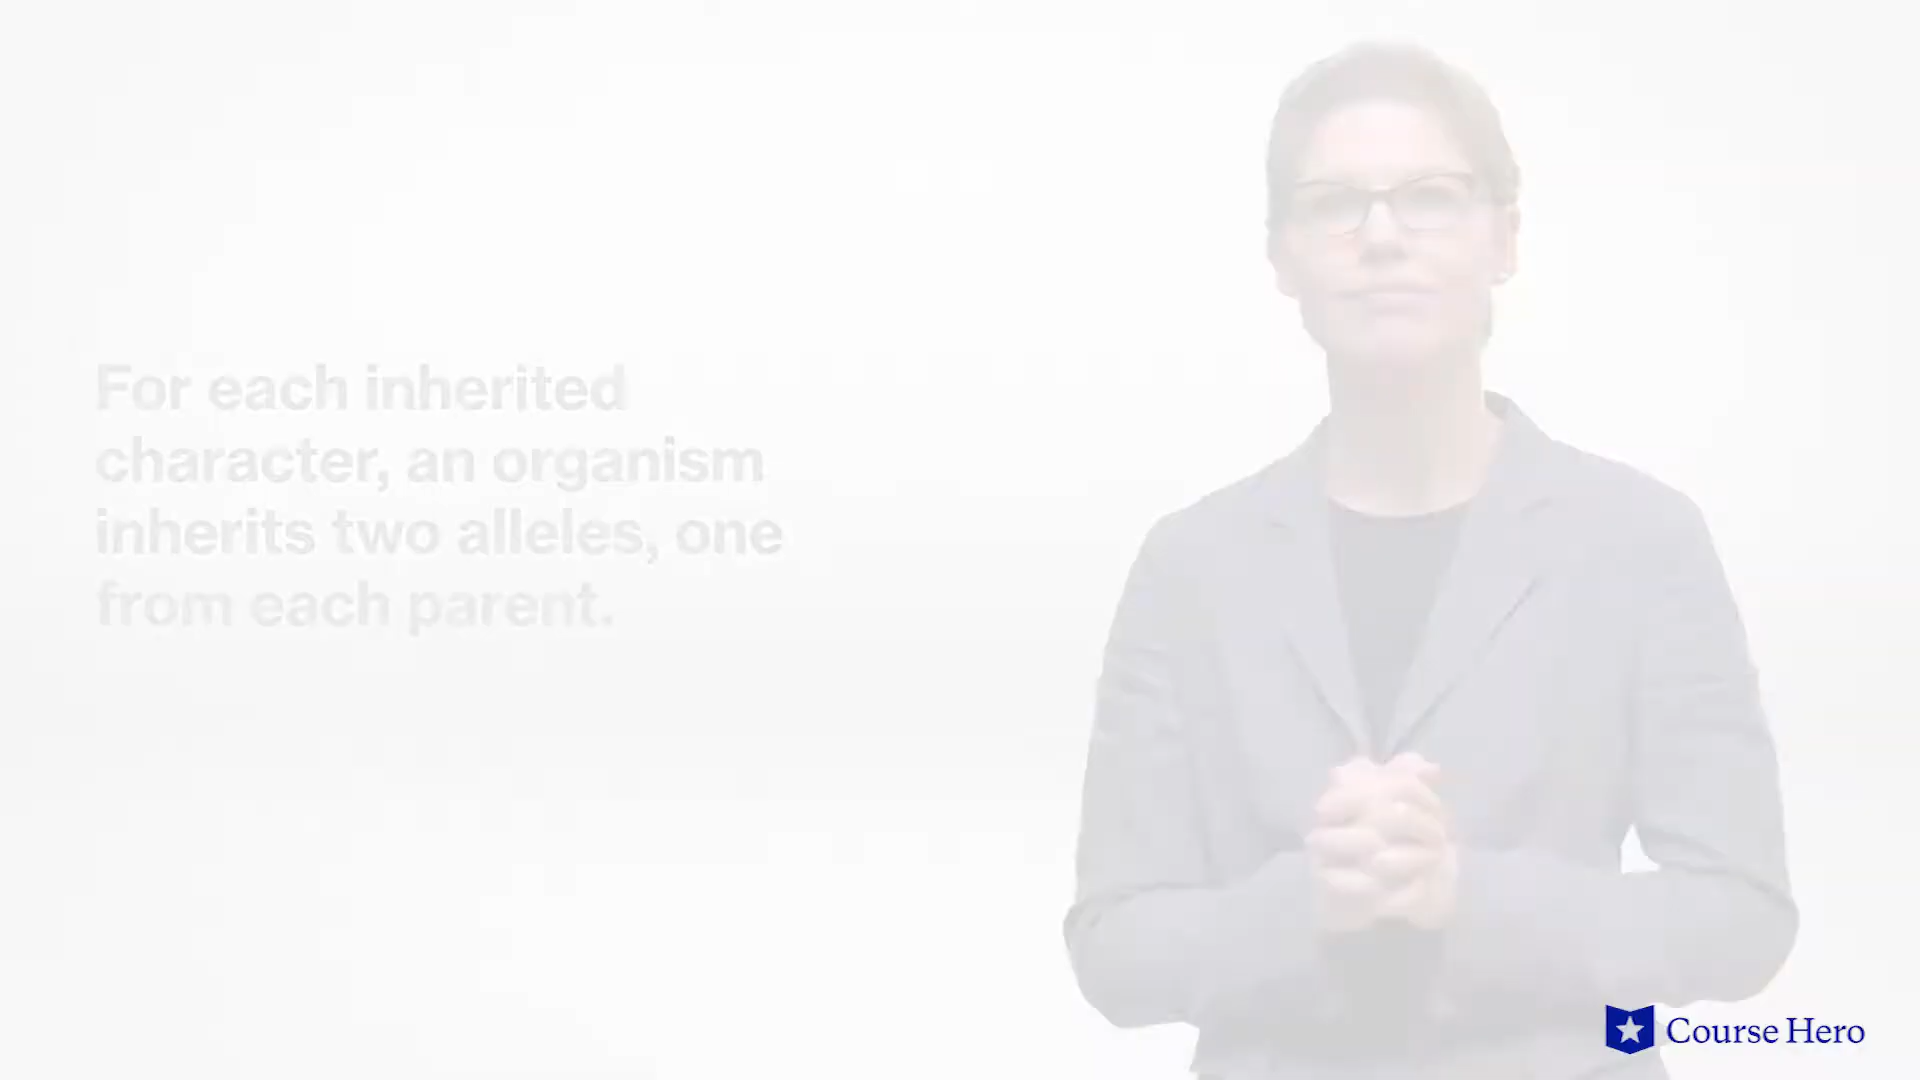 For each inherited
character, an organism
inherits two alleles, one
from each parent.
Course Hero